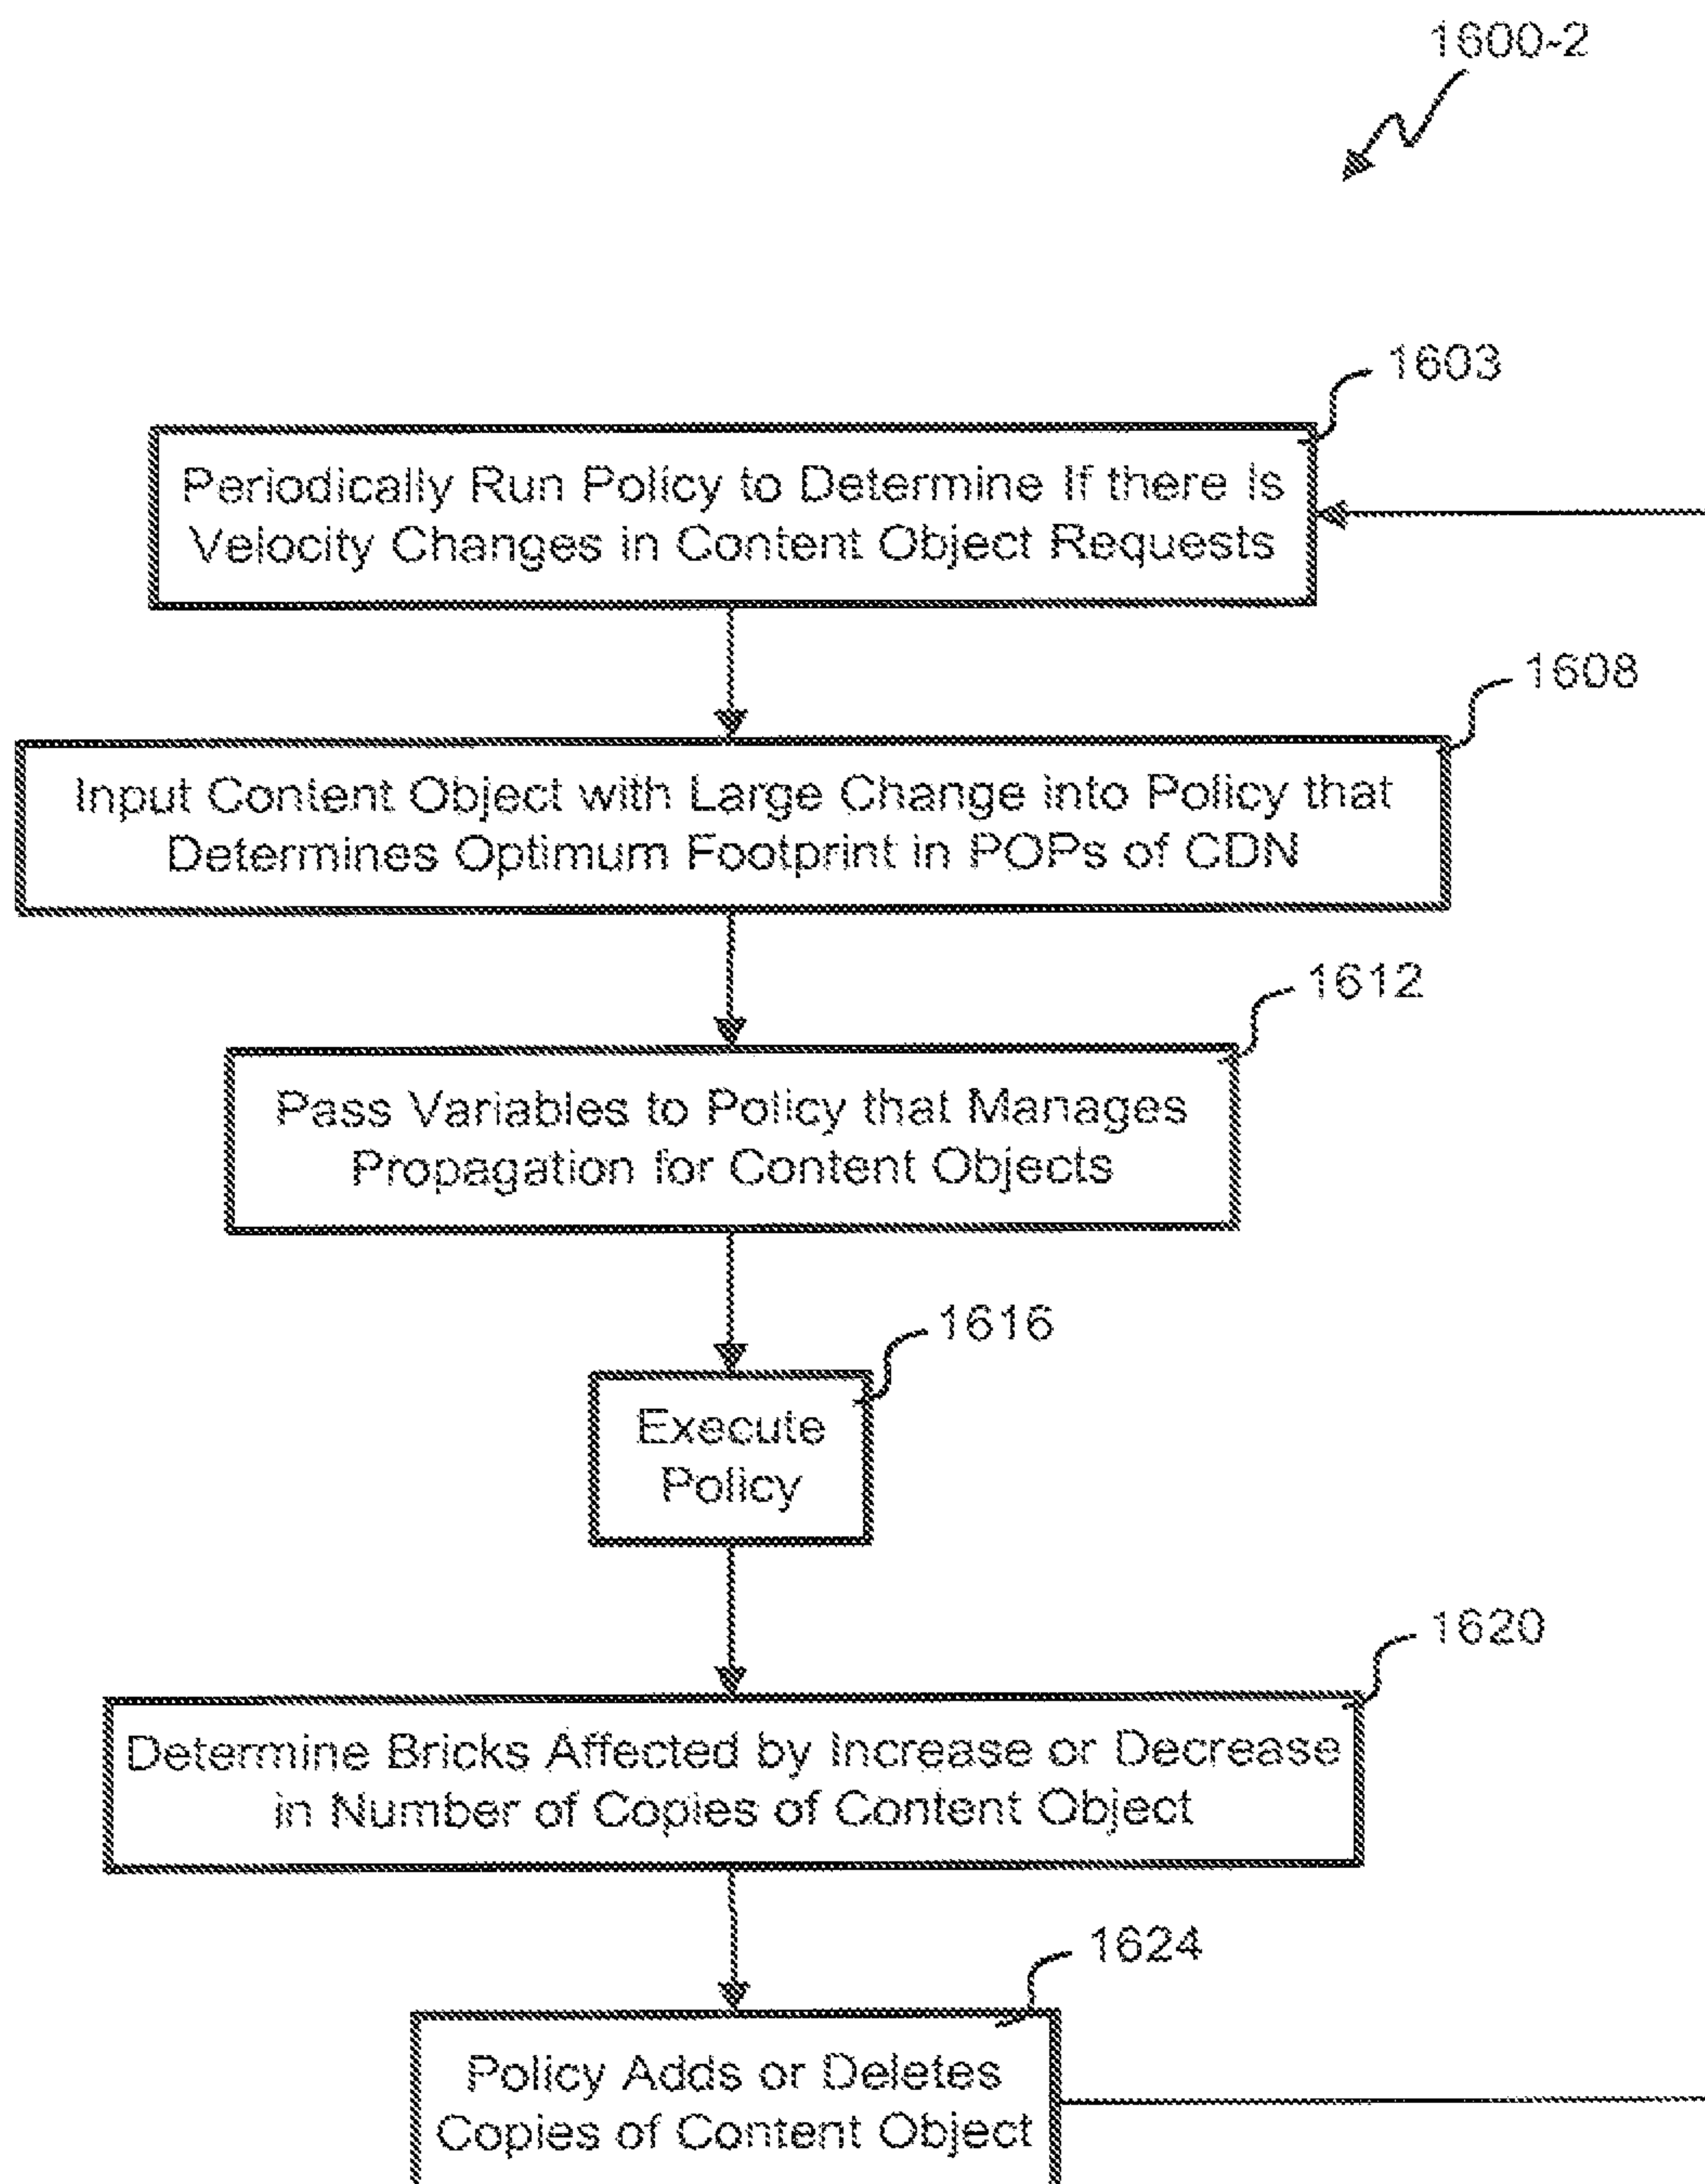 1600-2
1603
Periodically Run Policy to Determine If there Is
Velocity Changes in Content Object Requests
1608
Input Content Object with Large Change into Policy that
Determines Optimum Footprint in POPs of CDN
1612
Pass Variables to Policy that Manages
Propagation for Content Objects
1616
Execute
Policy
1620
Determine Bricks Affected by Increase or Decrease
in Number of Copies of Content Object
1624
Policy Adds or Deletes
Copies of Content Object